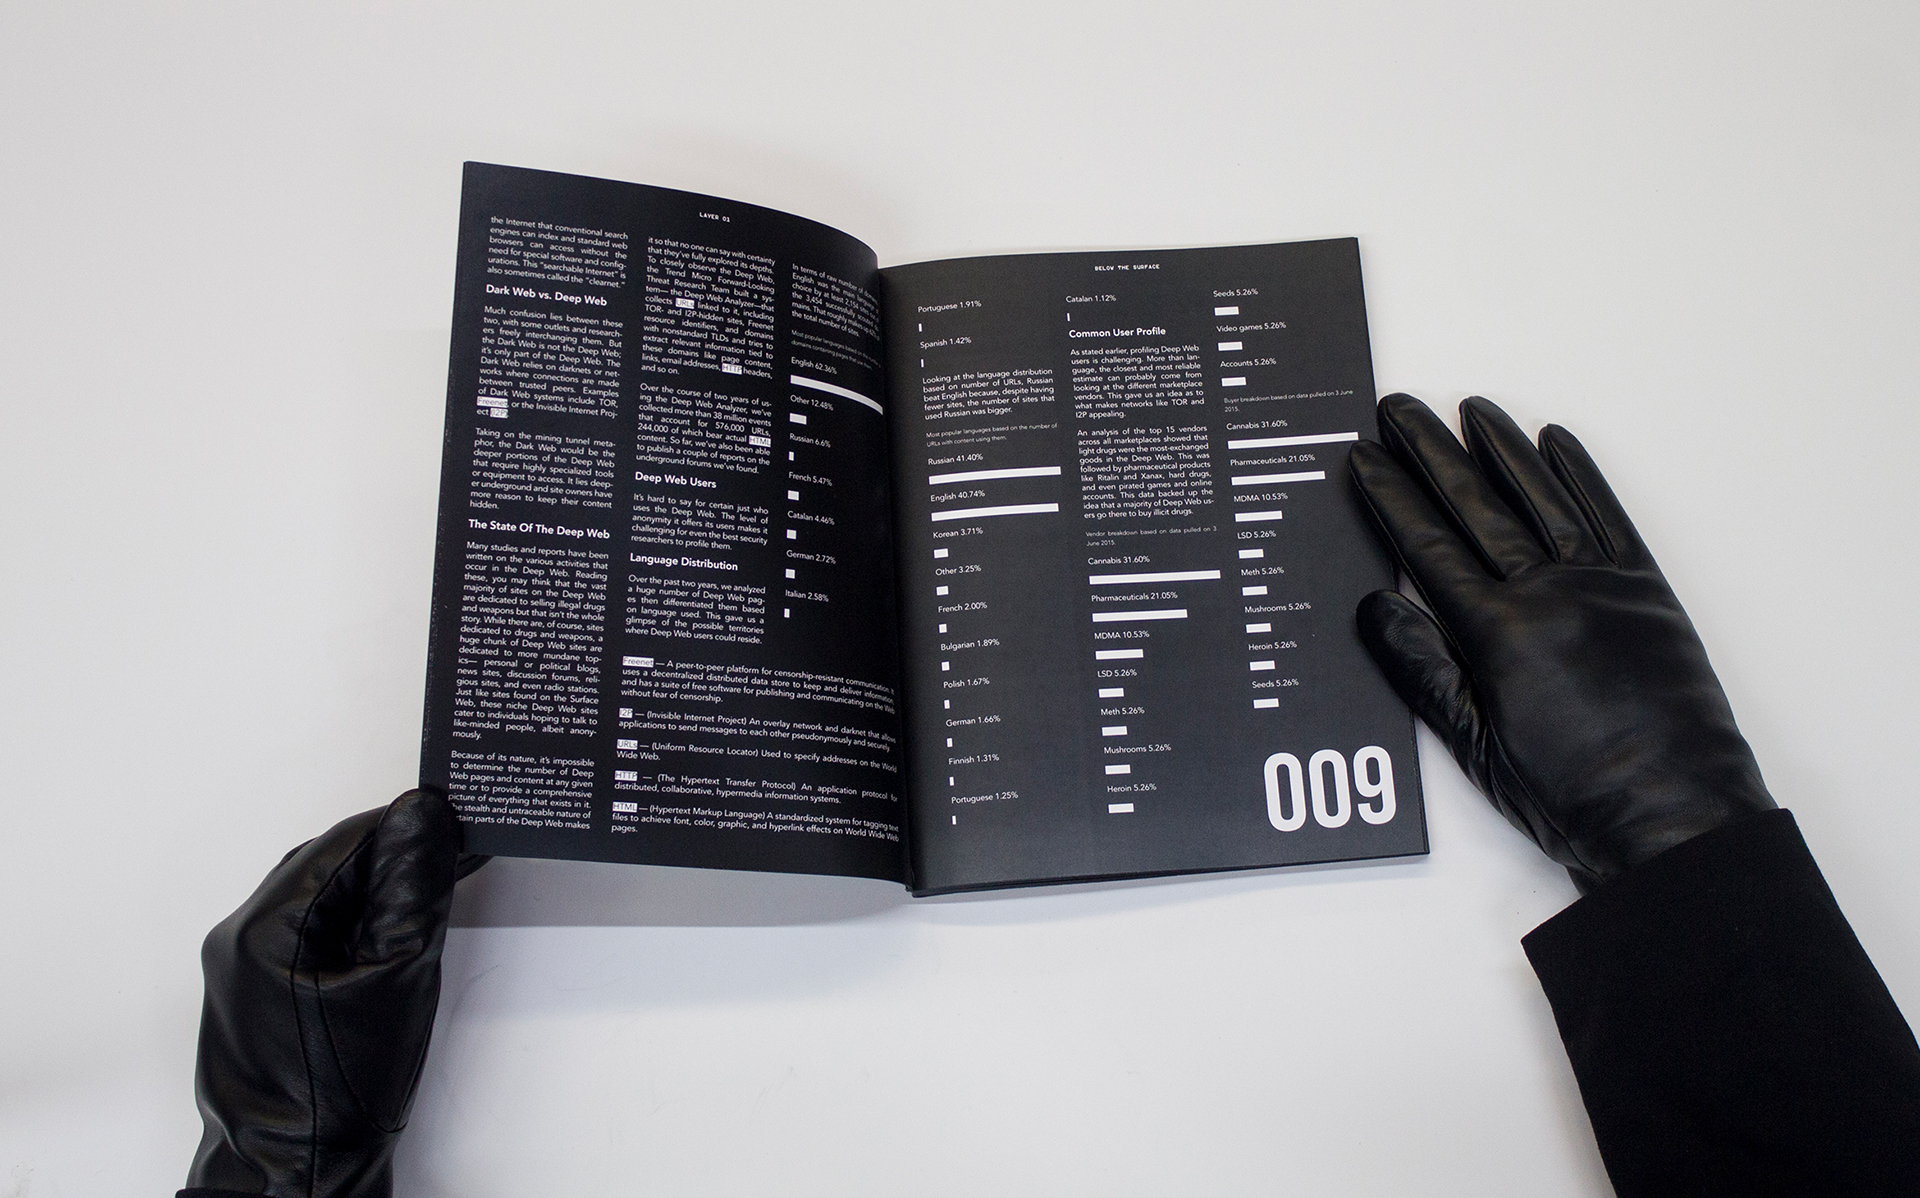 LAYER 01
the Internet that conventional search
engines can index and standard web
browsers can access without the
need for special software and config-
urations. This “searchable Internet” is
also sometimes called the “clearnet.”
Dark Web vs. Deep Web
Much confusion lies between these
two, with some outlets and research-
ers freely interchanging them. But
the Dark Web is not the Deep Web;
it’s only part of the Deep Web. The
Dark Web relies on darknets or net-
works where connections are made
between trusted peers. Examples
of Dark Web systems include TOR,
Freenet, or the Invisible Internet Proj-
ect (I2P).
Taking on the mining tunnel meta-
phor, the Dark Web would be the
deeper portions of the Deep Web
that require highly specialized tools
or equipment to access. It lies deep-
er underground and site owners have
more reason to keep their content
hidden.
The State Of The Deep Web
Many studies and reports have been
written on the various activities that
occur in the Deep Web. Reading
these, you may think that the vast
majority of sites on the Deep Web
are dedicated to selling illegal drugs
and weapons but that isn’t the whole
story. While there are, of course, sites
dedicated to drugs and weapons, a
huge chunk of Deep Web sites are
dedicated to more mundane top-
ics— personal or political blogs,
news sites, discussion forums, reli-
gious sites, and even radio stations.
Just like sites found on the Surface
Web, these niche Deep Web sites
cater to individuals hoping to talk to
like-minded people, albeit anony-
mously.
Because of its nature, it’s impossible
to determine the number of Deep
Web pages and content at any given
time or to provide a comprehensive
picture of everything that exists in it.
The stealth and untraceable nature of
certain parts of the Deep Web makes
it so that no one can say with certainty
that they’ve fully explored its depths.
To closely observe the Deep Web,
the Trend Micro Forward-Looking
Threat Research Team built a sys-
tem— the Deep Web Analyzer—that
collects URLs linked to it, including
TOR- and I2P-hidden sites, Freenet
resource identifiers, and domains
with nonstandard TLDs and tries to
extract relevant information tied to
these domains like page content,
links, email addresses, HTTP headers,
and so on.
Over the course of two years of us-
ing the Deep Web Analyzer, we’ve
collected more than 38 million events
that account for 576,000 URLs,
244,000 of which bear actual HTML
content. So far, we’ve also been able
to publish a couple of reports on the
underground forums we’ve found.
Deep Web Users
It’s hard to say for certain just who
uses the Deep Web. The level of
anonymity it offers its users makes it
challenging for even the best security
researchers to profile them.
Language Distribution
Over the past two years, we analyzed
a huge number of Deep Web pag-
es then differentiated them based
on language used. This gave us a
glimpse of the possible territories
where Deep Web users could reside.
In terms of raw number of
English was the main language of
choice by at least 2,154 sites out of
the 3,454 successfully scouted
mains. That roughly makes up 62% of
the total number of sites.
Most popular languages based on the number
domains containing pages that use them.
English 62.36%
Other 12.48%
Russian 6.6%
French 5.47%
Catalan 4.46%
German 2.72%
Italian 2.58%
Freenet — A peer-to-peer platform for censorship-resistant communication. It
uses a decentralized distributed data store to keep and deliver information,
and has a suite of free software for publishing and communicating on the Web
without fear of censorship.
I2P — (Invisible Internet Project) An overlay network and darknet that allows
applications to send messages to each other pseudonymously and securely.
URLs — (Uniform Resource Locator) Used to specify addresses on the World
Wide Web.
HTTP — (The Hypertext Transfer Protocol) An application protocol for
distributed, collaborative, hypermedia information systems.
HTML — (Hypertext Markup Language) A standardized system for tagging text
files to achieve font, color, graphic, and hyperlink effects on World Wide Web
pages.
BELOW THE SURFACE
Portuguese 1.91%
Spanish 1.42%
Looking at the language distribution
based on number of URLs, Russian
beat English because, despite having
fewer sites, the number of sites that
used Russian was bigger.
Most popular languages based on the number of
URLs with content using them.
Russian 41.40%
English 40.74%
Korean 3.71%
Other 3.25%
French 2.00%
Bulgarian 1.89%
Polish 1.67%
German 1.66%
Finnish 1.31%
Portuguese 1.25%
Catalan 1.12%
Common User Profile
As stated earlier, profiling Deep Web
users is challenging. More than lan-
guage, the closest and most reliable
estimate can probably come from
looking at the different marketplace
vendors. This gave us an idea as to
what makes networks like TOR and
I2P appealing.
An analysis of the top 15 vendors
across all marketplaces showed that
light drugs were the most-exchanged
goods in the Deep Web. This was
followed by pharmaceutical products
like Ritalin and Xanax, hard drugs,
and even pirated games and online
accounts. This data backed up the
idea that a majority of Deep Web us-
ers go there to buy illicit drugs.
Vendor breakdown based on data pulled on 3
June 2015.
Cannabis 31.60%
Pharmaceuticals 21.05%
MDMA 10.53%
LSD 5.26%
Meth 5.26%
Mushrooms 5.26%
Heroin 5.26%
Seeds 5.26%
Video games 5.26%
Accounts 5.26%
Buyer breakdown based on data pulled on 3 June
2015.
Cannabis 31.60%
Pharmaceuticals 21.05%
MDMA 10.53%
LSD 5.26%
Meth 5.26%
Mushrooms 5.26%
Heroin 5.26%
Seeds 5.26%
009